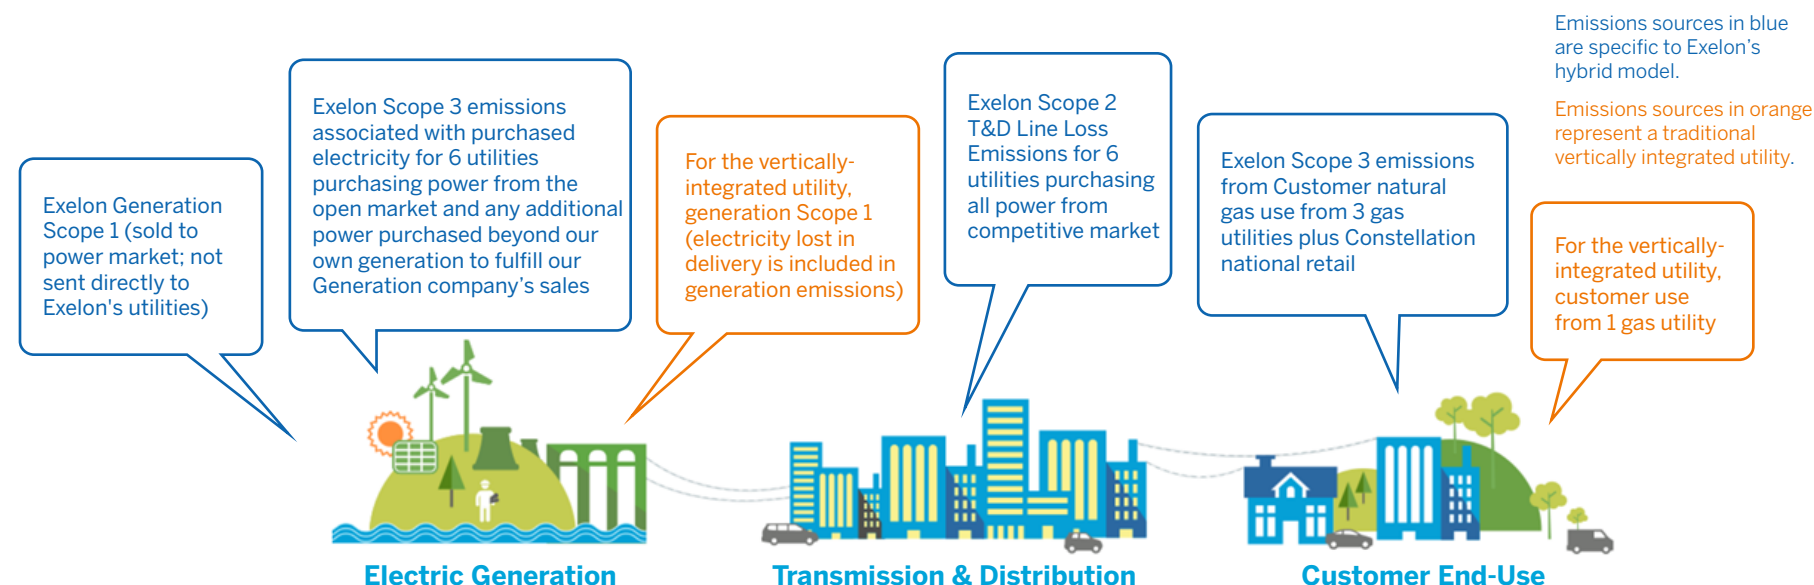 Emissions sources in blue
are specific to Exelon's
hybrid model.
Emissions sources in orange
represent a traditional
vertically integrated utility.
Exelon Generation
Scope 1 (sold to
power market; not
sent directly to
Exelon's utilities)
Exelon Scope 3 emissions
associated with purchased
electricity for 6 utilities
purchasing power from the
open market and any additional
power purchased beyond our
own generation to fulfill our
Generation company's sales
For the vertically-
integrated utility,
generation Scope 1
(electricity lost in
delivery is included in
generation emissions)
Exelon Scope 2
T&D Line Loss
Emissions for 6
utilities purchasing
all power from
competitive market
Exelon Scope 3 emissions
from Customer natural
gas use from 3 gas
utilities plus Constellation
national retail
For the vertically-
integrated utility,
customer use
from 1 gas utility
Electric Generation
Transmission & Distribution
Customer End-Use